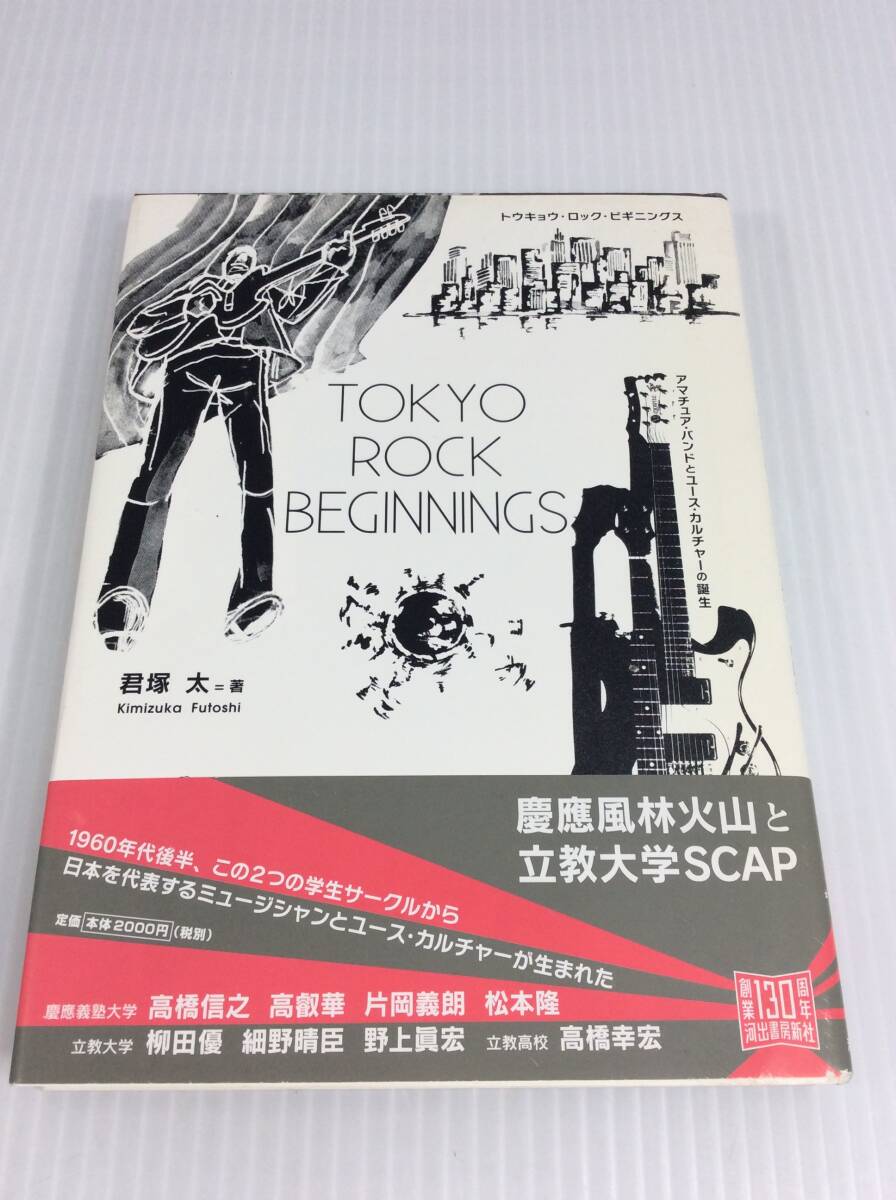 トウキョウ・ロック・ビギニングス
TOKYO
ROCK
BEGINNINGS
アマチュア・バンドとユース・カルチャーの誕生
君塚 太=著
Kimizuka Futoshi
慶應風林火山と
立教大学SCAP
1960年代後半、この2つの学生サークルから
日本を代表するミュージシャンとユース・カルチャーが生まれた
定価 本体2000円 (税別)
慶應義塾大学 高橋信之 高叡華 片岡義朗 松本隆
立教大学 柳田優 細野晴臣 野上眞宏 立教高校 高橋幸宏
創業130周年
河出書房新社